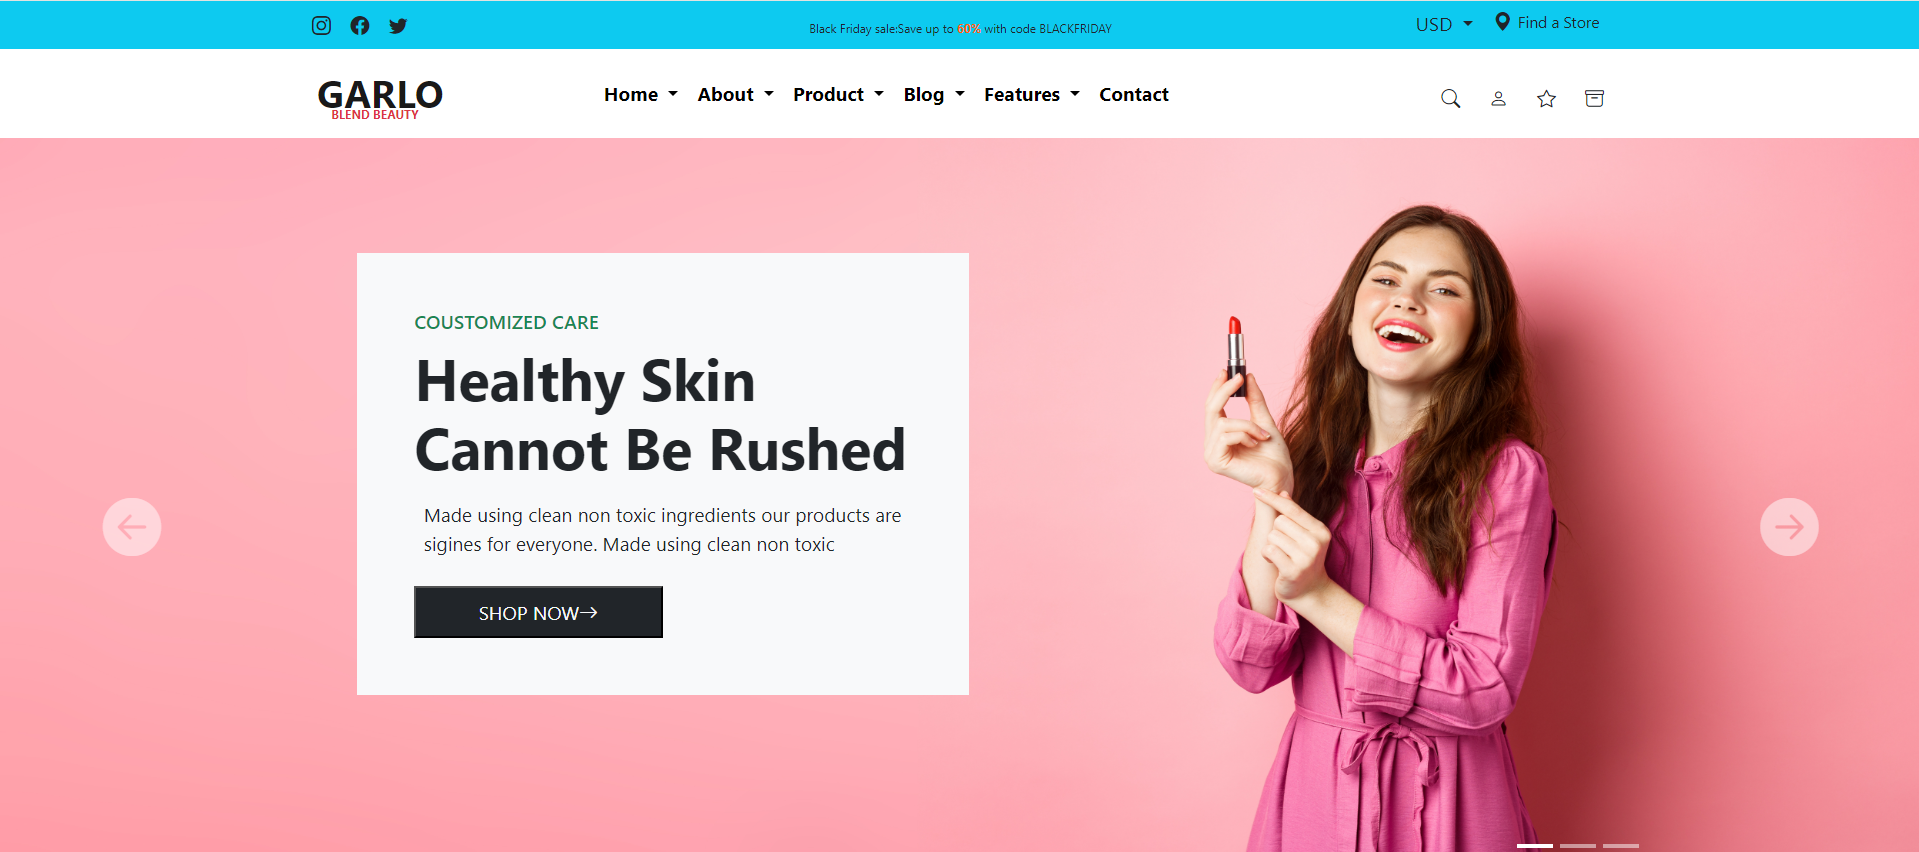 Black Friday sale:Save up to 60% with code BLACKFRIDAY
USD
Find a Store
GARLO
BLEND BEAUTY
Home
About
Product
Blog
Features
Contact
COUSTOMIZED CARE
Healthy Skin
Cannot Be Rushed
Made using clean non toxic ingredients our products are
sigines for everyone. Made using clean non toxic
SHOP NOW→